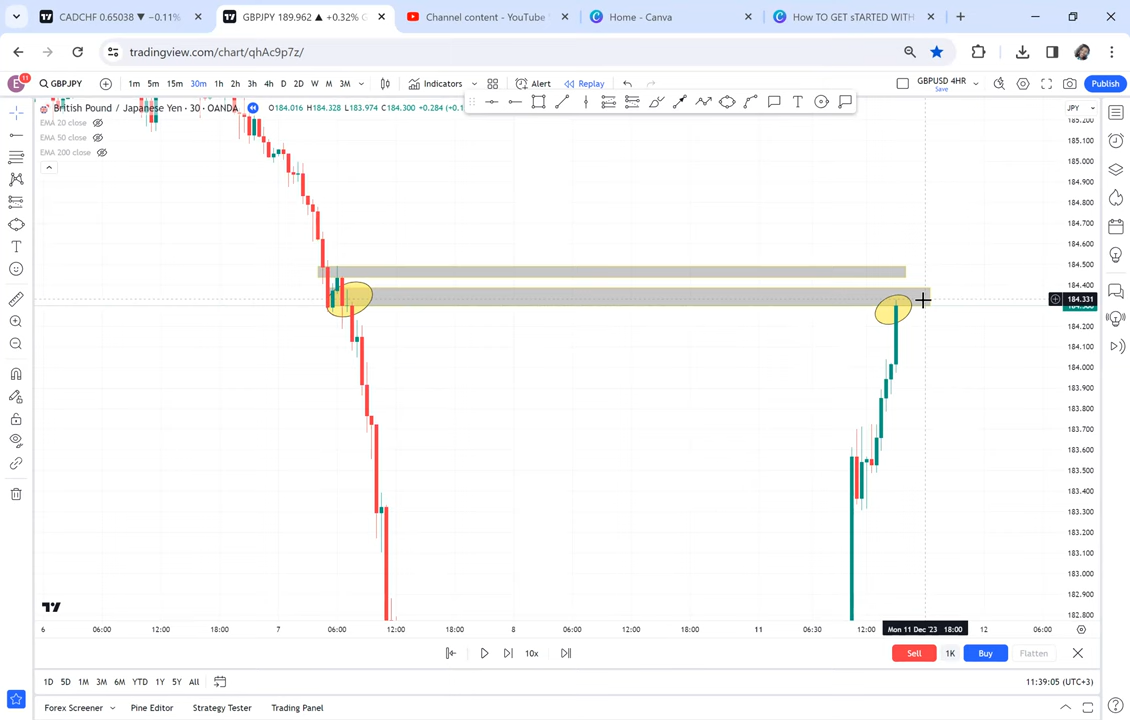 CADCHF 0.65038 ▼ −0.11%
GBPJPY 189.962 ▲ +0.32% G
Channel content - YouTube
Home - Canva
How TO GET sTARTED WITH
tradingview.com/chart/qhAc9p7z/
E
11
GBPJPY
1m 5m 15m 30m 1h 2h 3h 4h D 2D W M 3M
Indicators
Alert
Replay
GBPUSD 4HR
Save
Publish
British Pound / Japanese Yen · 30 · OANDA
O184.016 H184.328 L183.974 C184.300 +0.284 (+0.1
JPY
EMA 20 close
EMA 50 close
EMA 200 close
185.200
185.100
185.000
184.900
184.800
184.700
184.600
184.500
184.400
184.331
184.300
184.200
184.100
184.000
183.900
183.800
183.700
183.600
183.500
183.400
183.300
183.200
183.100
183.000
182.900
182.800
6 06:00 12:00 18:00 7 06:00 12:00 18:00 8 06:00 12:00 18:00 11 06:30 12:00 Mon 11 Dec '23 18:00 12 06:00
10x
Sell 1K Buy Flatten
1D 5D 1M 3M 6M YTD 1Y 5Y All
11:39:05 (UTC+3)
Forex Screener Pine Editor Strategy Tester Trading Panel